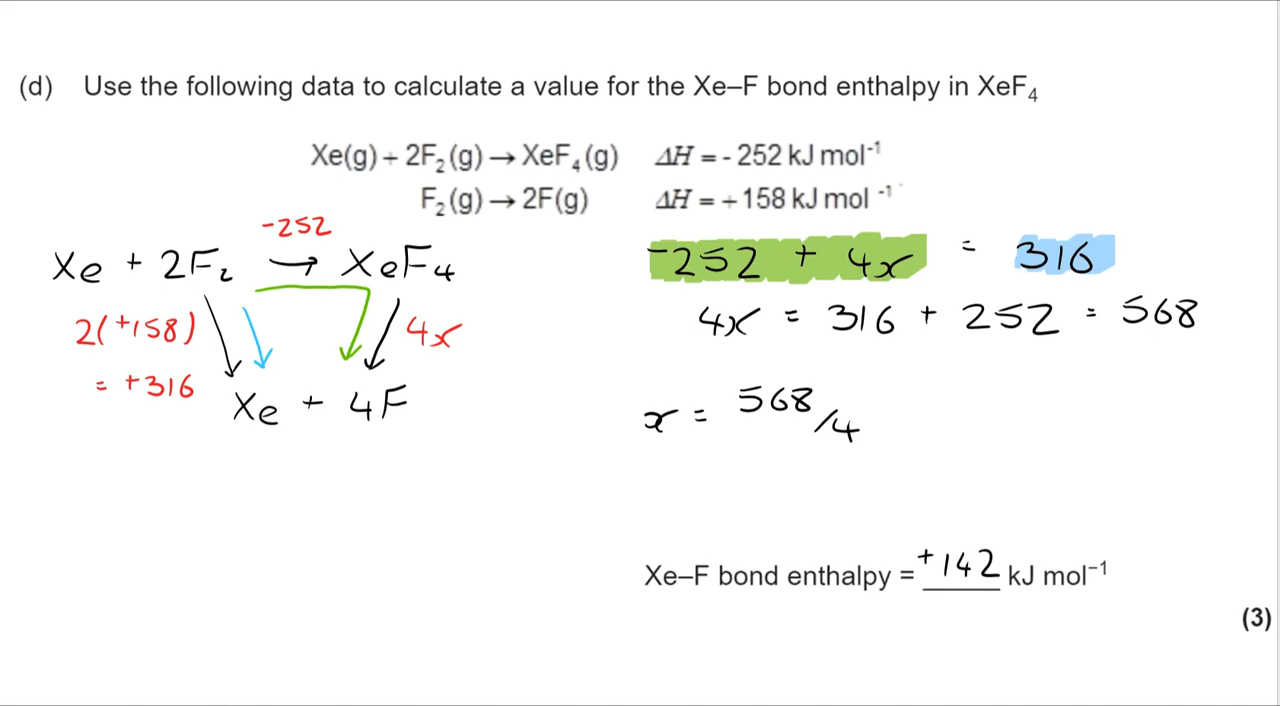 (d) Use the following data to calculate a value for the Xe–F bond enthalpy in XeF₄
Xe(g) + 2F₂(g) → XeF₄(g) ΔH = - 252 kJ mol⁻¹
F₂(g) → 2F(g) ΔH = + 158 kJ mol ⁻¹
-252
Xe + 2F₂ → XeF₄
2(+158)
= +316
4x
Xe + 4F
-252 + 4x = 316
4x = 316 + 252 = 568
x = 568/4
Xe–F bond enthalpy = +142 kJ mol⁻¹
(3)